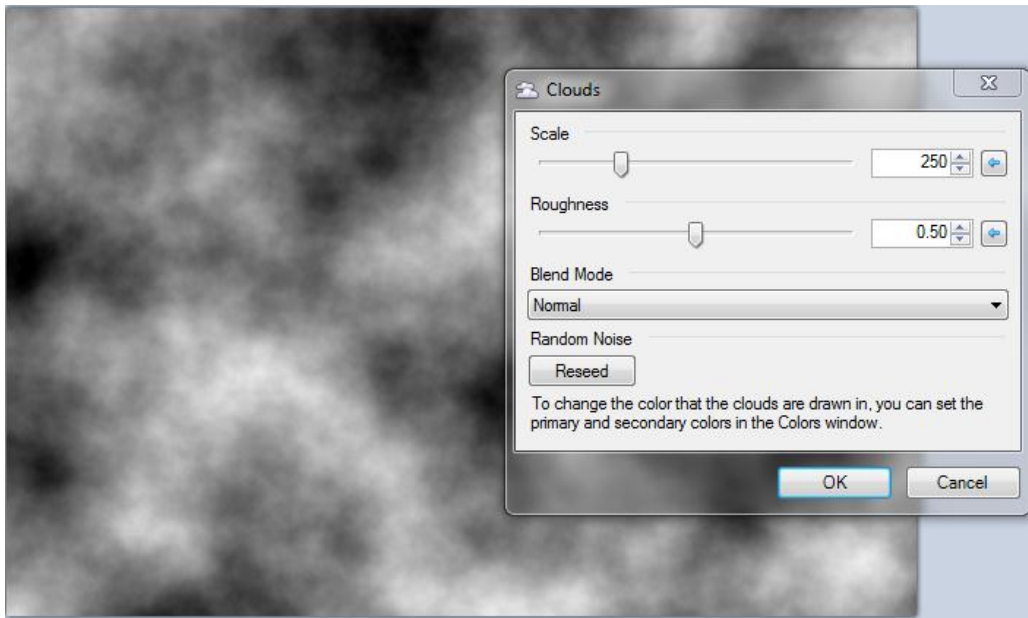 Clouds
Scale
250
Roughness
0.50
Blend Mode
Normal
Random Noise
Reseed
To change the color that the clouds are drawn in, you can set the
primary and secondary colors in the Colors window.
OK Cancel